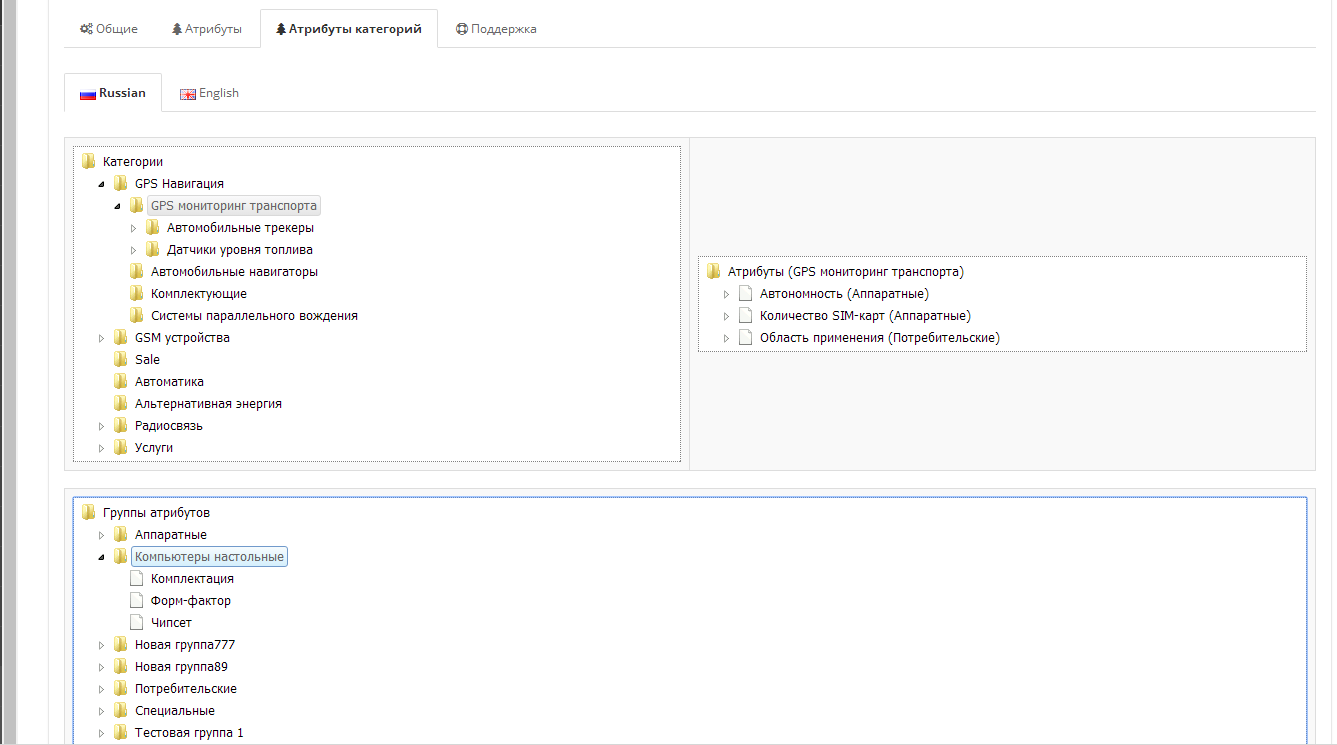 Общие
Атрибуты
Атрибуты категорий
Поддержка
Russian
English
Категории
GPS Навигация
GPS мониторинг транспорта
Автомобильные трекеры
Датчики уровня топлива
Автомобильные навигаторы
Комплектующие
Системы параллельного вождения
GSM устройства
Sale
Автоматика
Альтернативная энергия
Радиосвязь
Услуги
Атрибуты (GPS мониторинг транспорта)
Автономность (Аппаратные)
Количество SIM-карт (Аппаратные)
Область применения (Потребительские)
Группы атрибутов
Аппаратные
Компьютеры настольные
Комплектация
Форм-фактор
Чипсет
Новая группа777
Новая группа89
Потребительские
Специальные
Тестовая группа 1